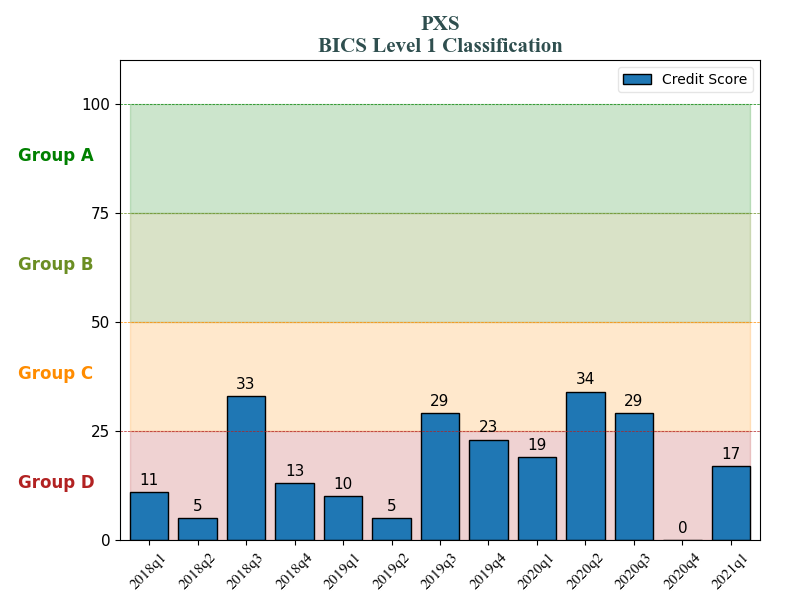 PXS
BICS Level 1 Classification
Credit Score
100
Group A
75
Group B
50
Group C
25
Group D
0
11
5
33
13
10
5
29
23
19
34
29
0
17
2018q1
2018q2
2018q3
2018q4
2019q1
2019q2
2019q3
2019q4
2020q1
2020q2
2020q3
2020q4
2021q1